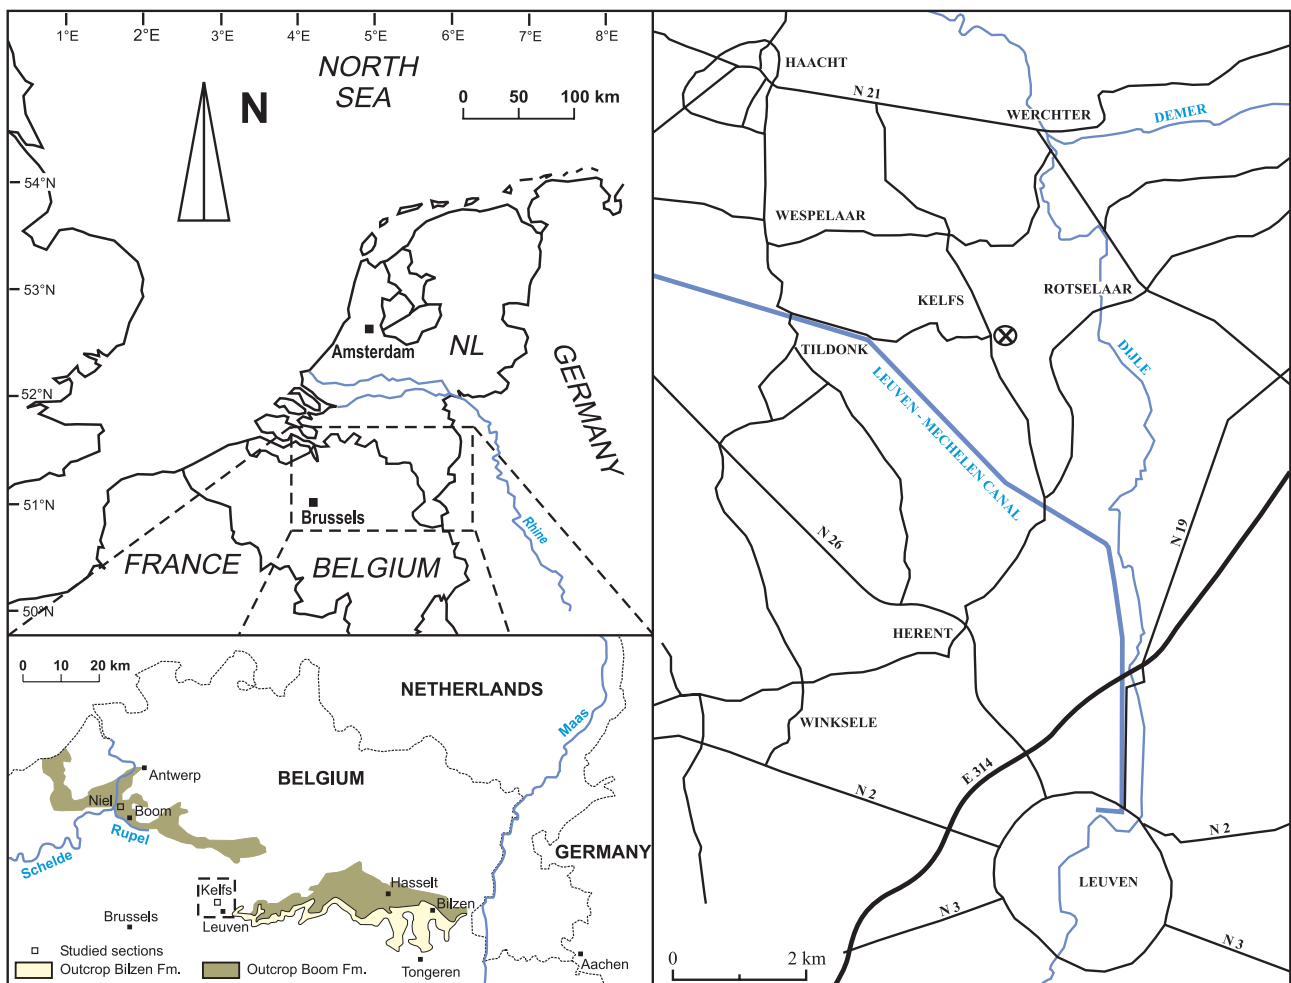 1°E 2°E 3°E 4°E 5°E 6°E 7°E 8°E
NORTH
SEA
N
0 50 100 km
54°N
53°N
52°N
51°N
50°N
Amsterdam
NL
GERMANY
Brussels
Rhine
FRANCE
BELGIUM
0 10 20 km
NETHERLANDS
Maas
BELGIUM
Antwerp
Niel
Boom
Rupel
Schelde
GERMANY
Kelfs
Hasselt
Bilzen
Leuven
Brussels
Studied sections
Outcrop Bilzen Fm.
Outcrop Boom Fm.
Tongeren
Aachen
HAACHT
N 21
WERCHTER
DEMER
WESPELAAR
KELFS
ROTSELAAR
TILDONK
DIJLE
LEUVEN - MECHELEN CANAL
N 26
N 19
HERENT
WINKSELE
E 314
N 2
N 2
LEUVEN
N 3
N 3
0 2 km